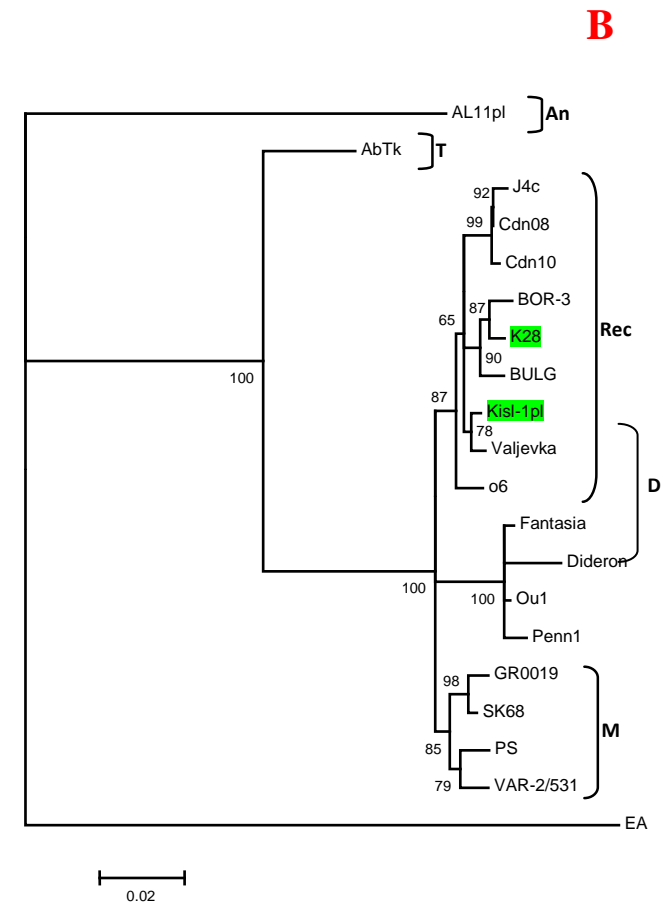 B
AL11pl
An
AbTk
T
92
J4c
99
Cdn08
Cdn10
65
87
BOR-3
K28
Rec
90
BULG
100
87
Kisl-1pl
78
Valjevka
o6
D
Fantasia
Dideron
100
100
Ou1
Penn1
98
GR0019
SK68
M
85
PS
79
VAR-2/531
EA
0.02